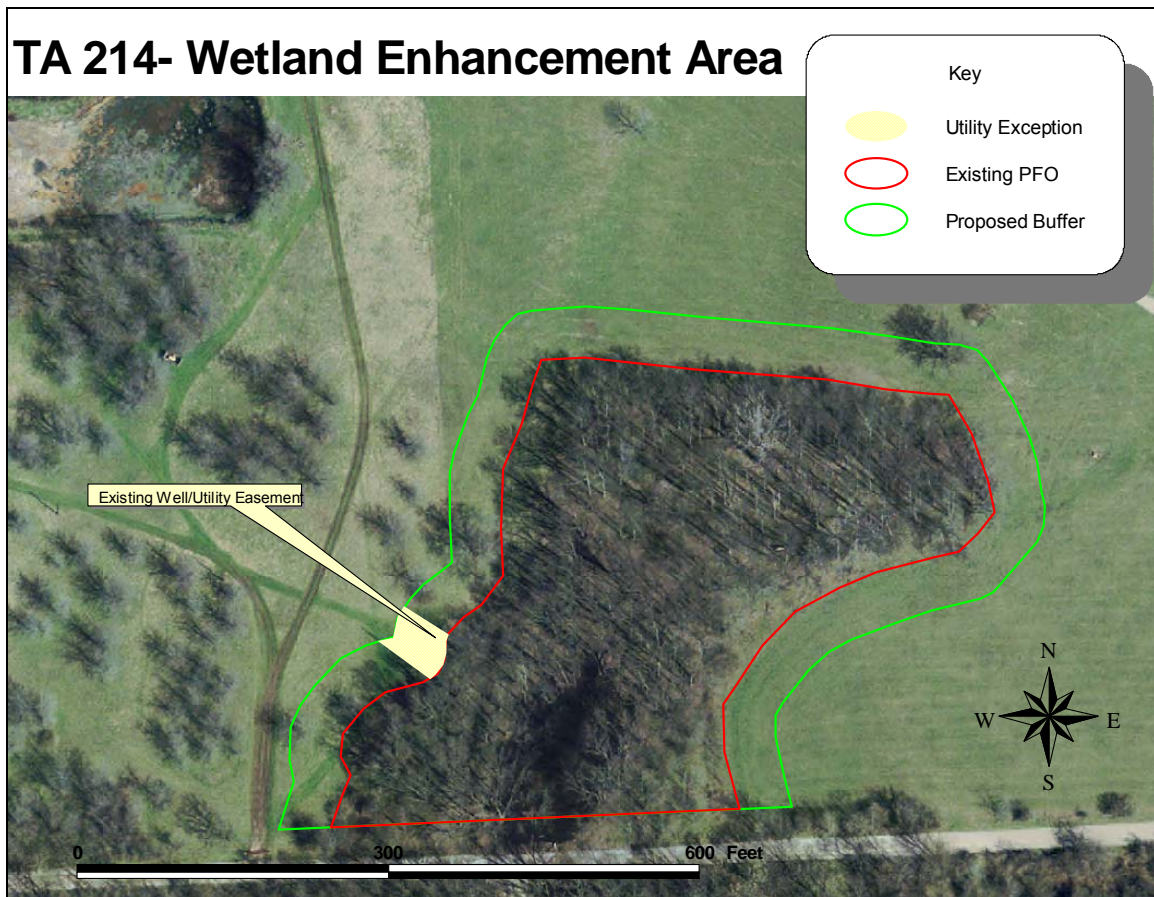 TA 214- Wetland Enhancement Area
Key
Utility Exception
Existing PFO
Proposed Buffer
Existing Well/Utility Easement
N
W E
S
0 300 600 Feet